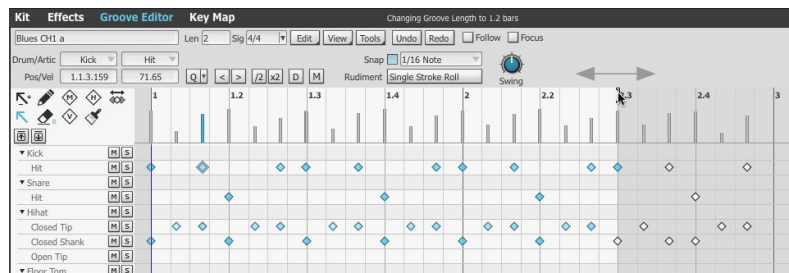 Kit Effects Groove Editor Key Map Changing Groove Length to 1.2 bars
Blues CH1 a Len 2 Sig 4/4 Edit View Tools Undo Redo Follow Focus
Drum/Artic Kick Hit Snap 1/16 Note
Pos/Vel 1.1.3.159 71.65 Q < > /2 x2 D M Rudiment Single Stroke Roll Swing
1 1.2 1.3 1.4 2 2.2 2.3 2.4 3
Kick M S
Hit M S
Snare M S
Hit M S
Hihat M S
Closed Tip M S
Closed Shank M S
Open Tip M S
Floor Tom M S